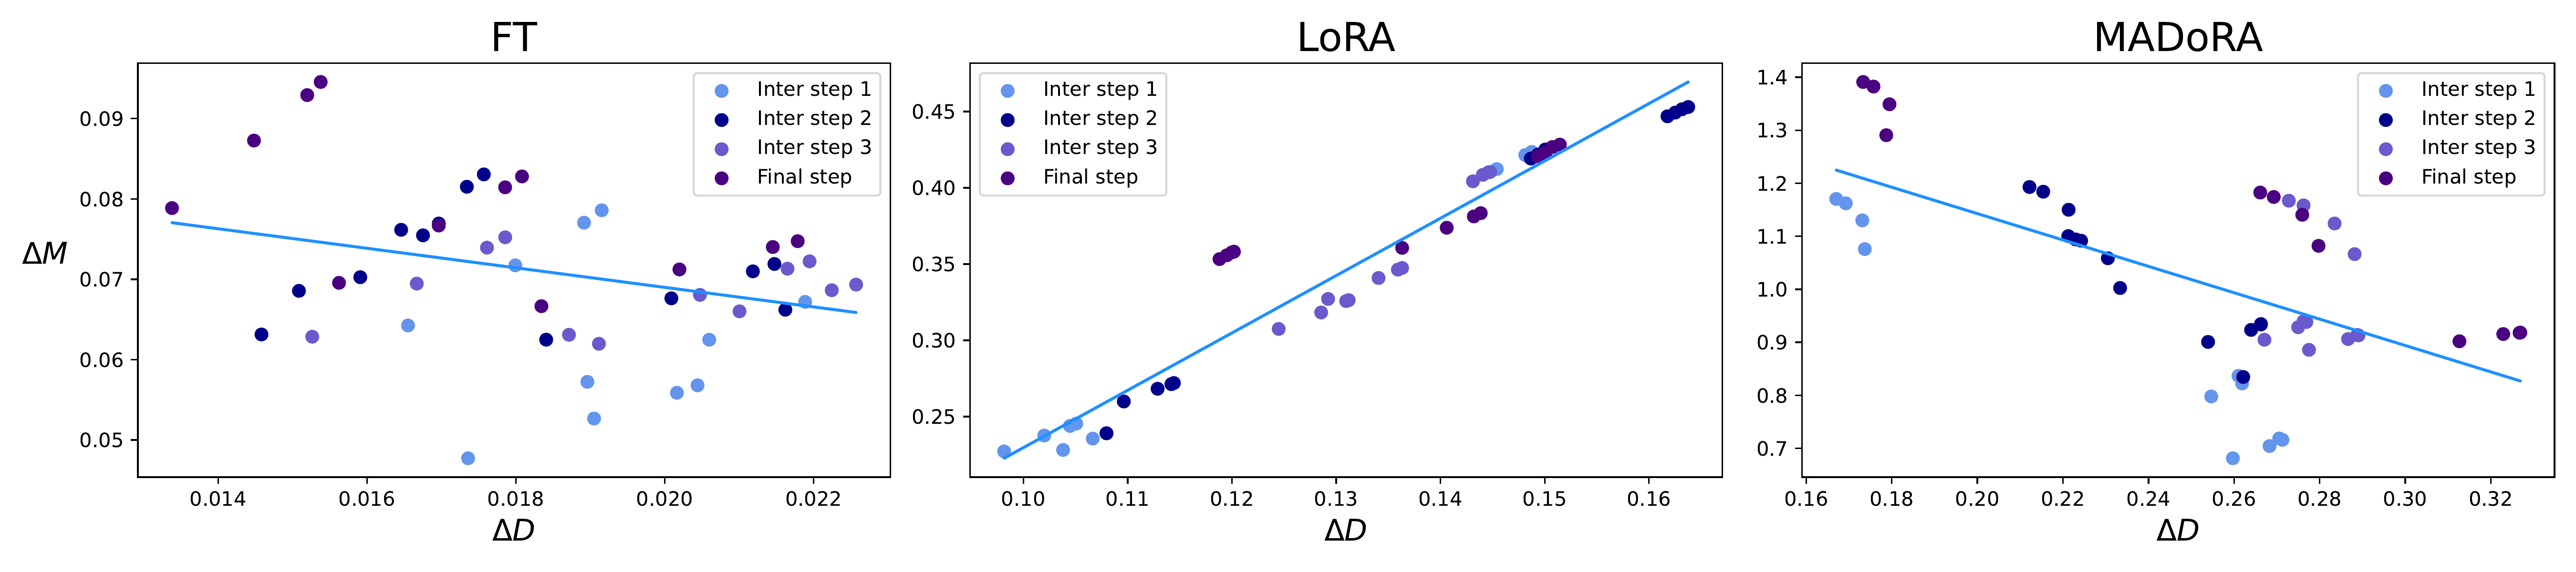 FT
ΔM
0.09
0.08
0.07
0.06
0.05
Inter step 1
Inter step 2
Inter step 3
Final step
0.014 0.016 0.018 0.020 0.022
ΔD
LoRA
0.45
0.40
0.35
0.30
0.25
Inter step 1
Inter step 2
Inter step 3
Final step
0.10 0.11 0.12 0.13 0.14 0.15 0.16
ΔD
MADoRA
1.4
1.3
1.2
1.1
1.0
0.9
0.8
0.7
Inter step 1
Inter step 2
Inter step 3
Final step
0.16 0.18 0.20 0.22 0.24 0.26 0.28 0.30 0.32
ΔD